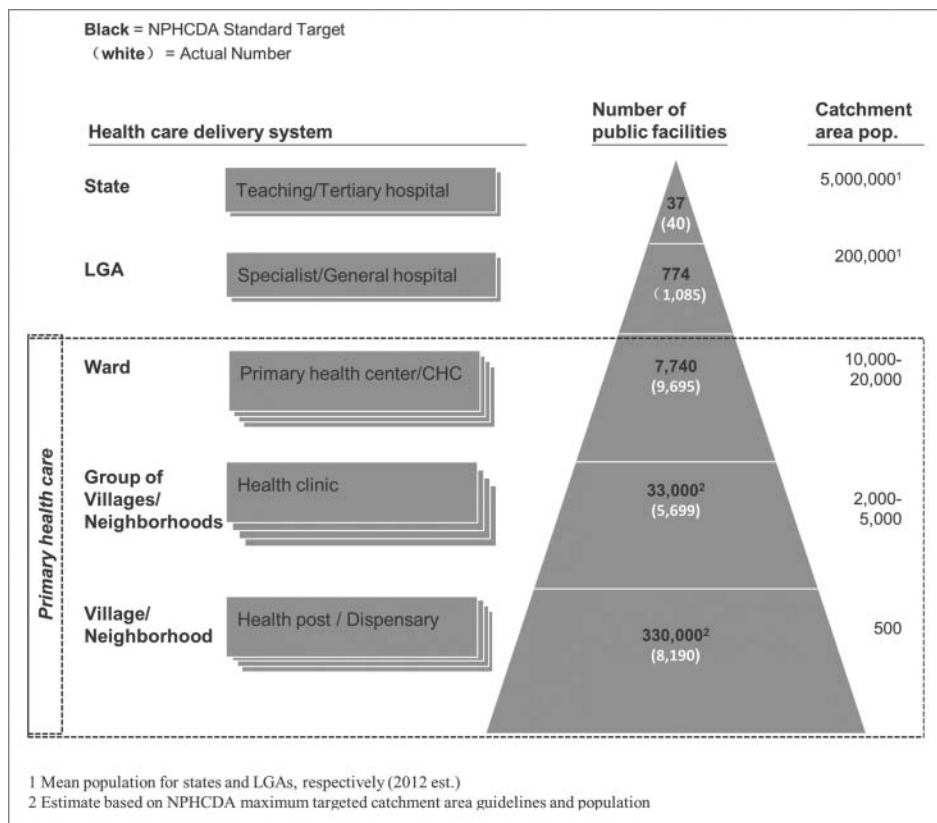 Black = NPHCDA Standard Target
（white） = Actual Number
Health care delivery system
Number of
public facilities
Catchment
area pop.
State
Teaching/Tertiary hospital
37
(40)
5,000,000¹
LGA
Specialist/General hospital
774
（1,085)
200,000¹
Primary health care
Ward
Primary health center/CHC
7,740
(9,695)
10,000-
20,000
Group of
Villages/
Neighborhoods
Health clinic
33,000²
(5,699)
2,000-
5,000
Village/
Neighborhood
Health post / Dispensary
330,000²
(8,190)
500
1 Mean population for states and LGAs, respectively (2012 est.)
2 Estimate based on NPHCDA maximum targeted catchment area guidelines and population